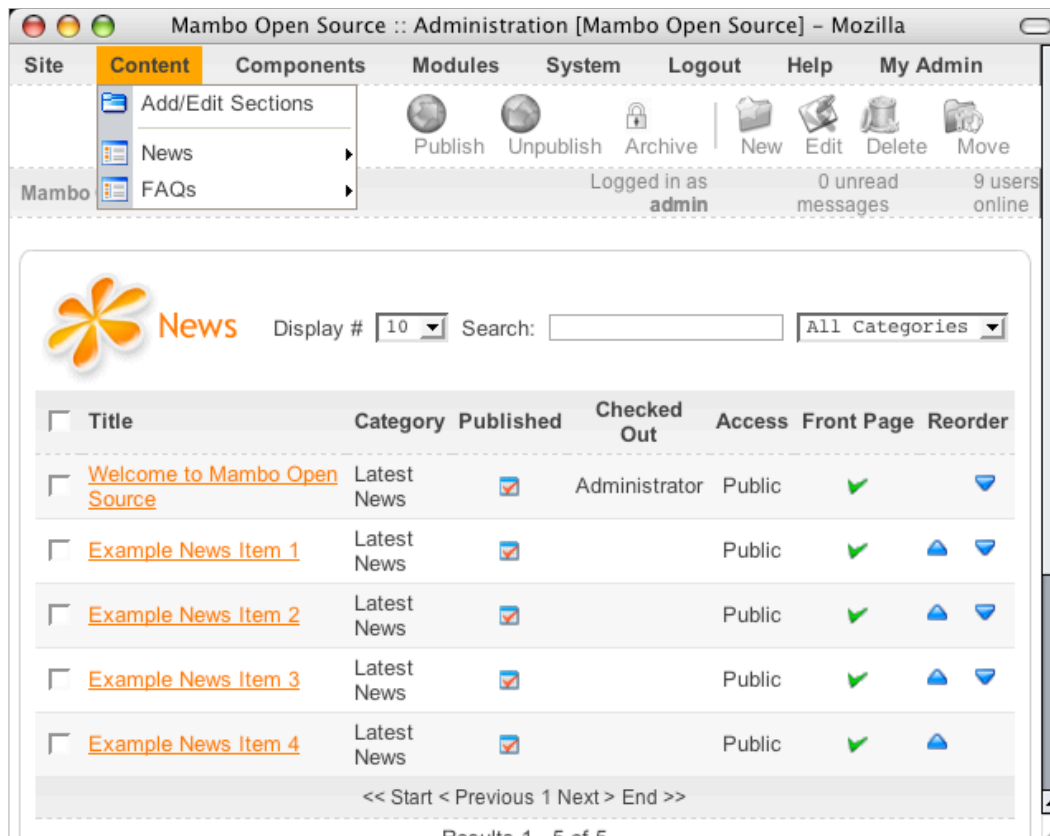 Mambo Open Source :: Administration [Mambo Open Source] – Mozilla
Site Content Components Modules System Logout Help My Admin
Add/Edit Sections
News
FAQs
Publish Unpublish Archive New Edit Delete Move
Mambo
Logged in as
admin
0 unread
messages
9 users
online
News Display # 10 Search: All Categories
Title Category Published Checked Out Access Front Page Reorder
Welcome to Mambo Open
Source
Latest
News
Administrator Public
Example News Item 1
Latest
News
Public
Example News Item 2
Latest
News
Public
Example News Item 3
Latest
News
Public
Example News Item 4
Latest
News
Public
<< Start < Previous 1 Next > End >>
Results 1 - 5 of 5